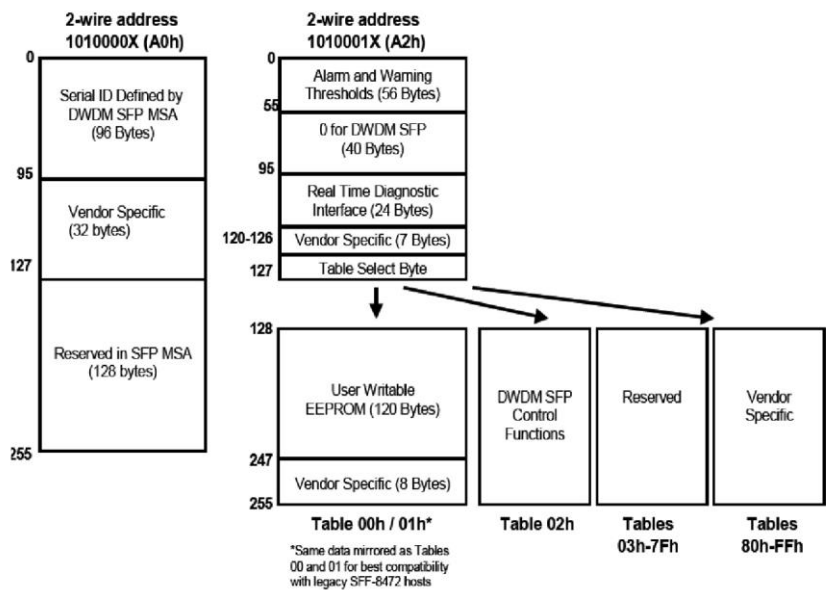 2-wire address
1010000X (A0h)
0
Serial ID Defined by
DWDM SFP MSA
(96 Bytes)
95
Vendor Specific
(32 bytes)
127
Reserved in SFP MSA
(128 bytes)
255
2-wire address
1010001X (A2h)
0
Alarm and Warning
Thresholds (56 Bytes)
55
0 for DWDM SFP
(40 Bytes)
95
Real Time Diagnostic
Interface (24 Bytes)
120-126
Vendor Specific (7 Bytes)
127
Table Select Byte
128
User Writable
EEPROM (120 Bytes)
247
Vendor Specific (8 Bytes)
255
Table 00h / 01h*
*Same data mirrored as Tables
00 and 01 for best compatibility
with legacy SFF-8472 hosts
DWDM SFP
Control
Functions
Table 02h
Reserved
Tables
03h-7Fh
Vendor
Specific
Tables
80h-FFh